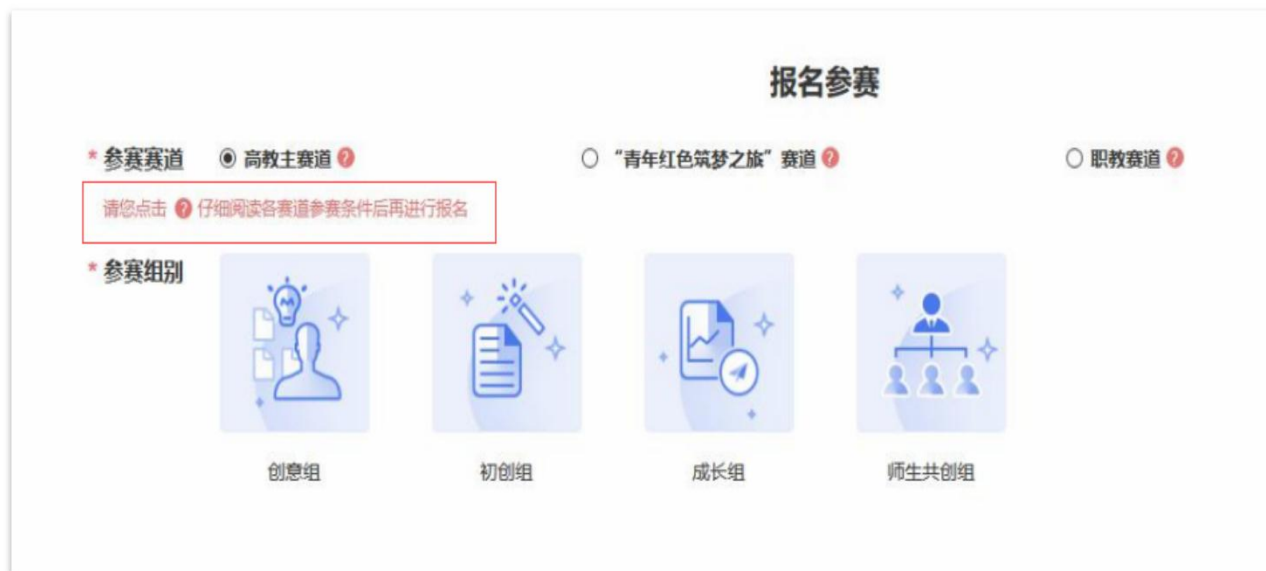 报名参赛
* 参赛赛道 高教主赛道 ? “青年红色筑梦之旅” 赛道 ? 职教赛道 ?
请您点击 ? 仔细阅读各赛道参赛条件后再进行报名
* 参赛组别
创意组 初创组 成长组 师生共创组